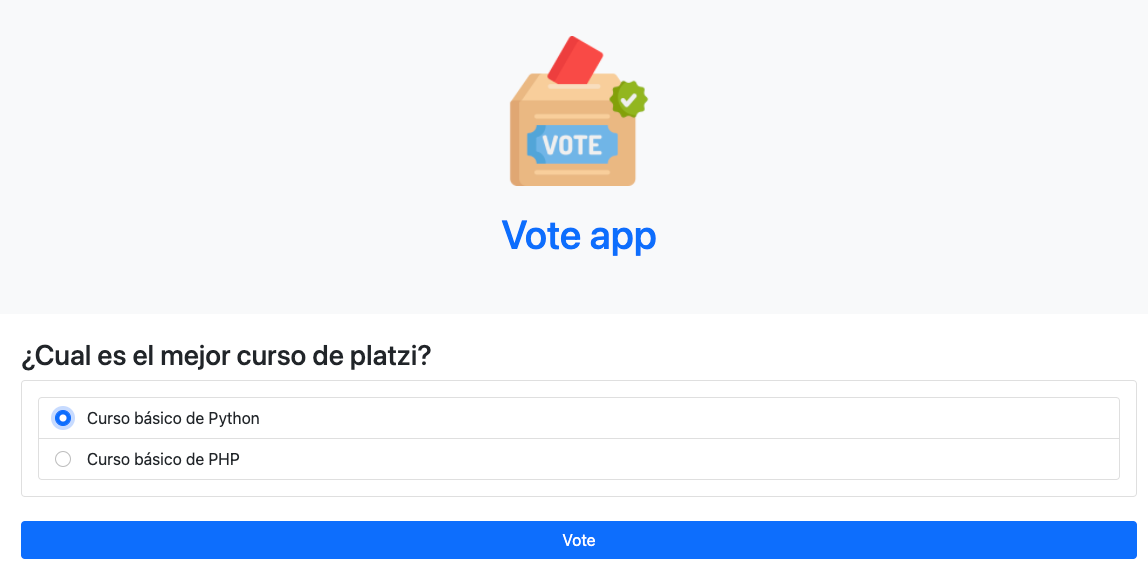 VOTE
Vote app
¿Cual es el mejor curso de platzi?
Curso básico de Python
Curso básico de PHP
Vote